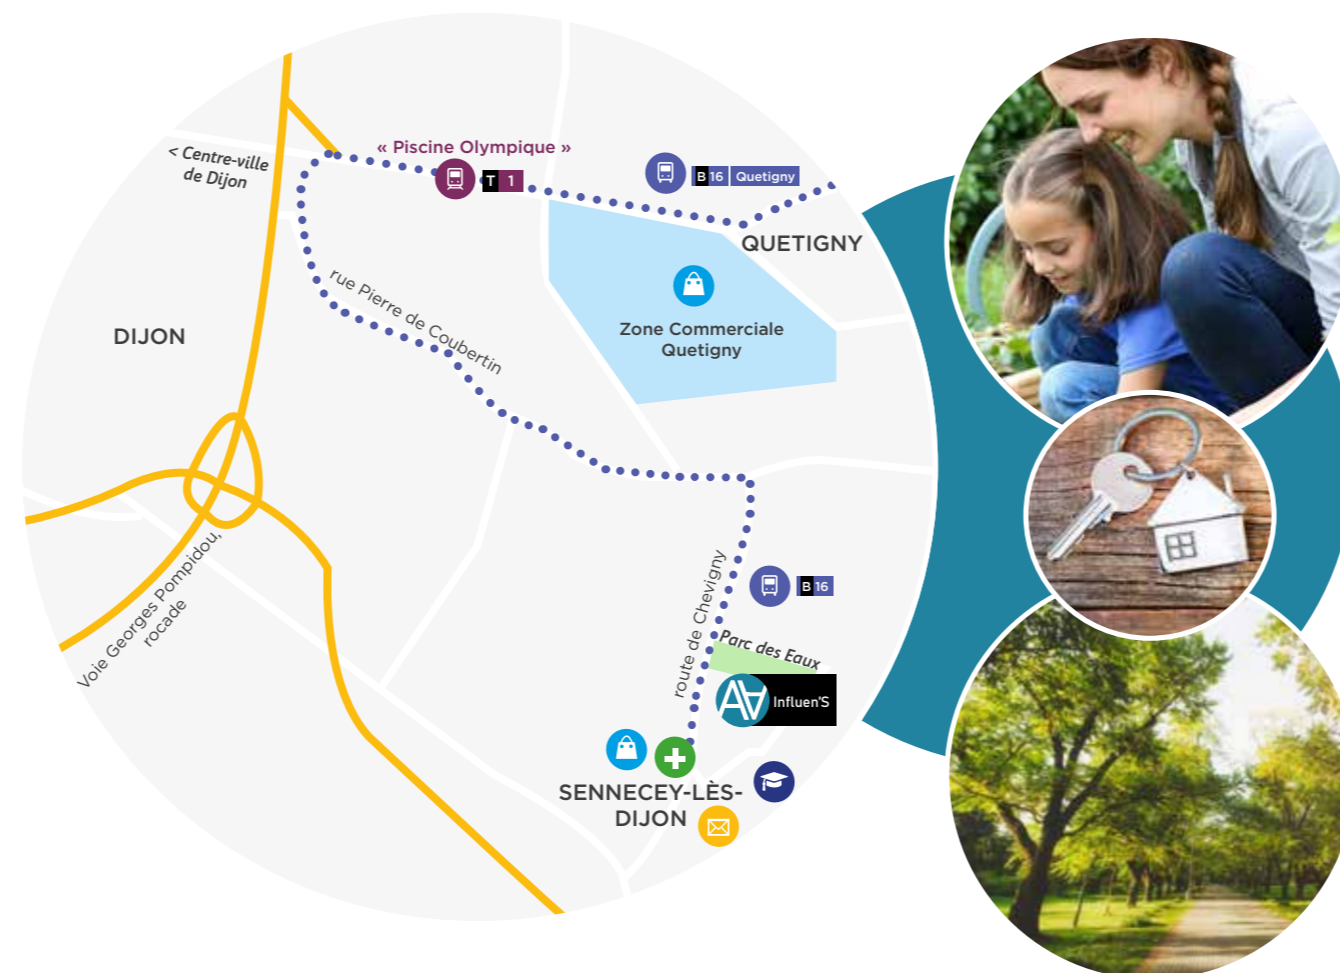 « Piscine Olympique »
T 1
< Centre-ville
de Dijon
B 16 Quetigny
QUETIGNY
rue Pierre de Coubertin
Zone Commerciale
Quetigny
DIJON
Voie Georges Pompidou,
rocade
route de Chevigny
B 16
Parc des Eaux
Influen'S
SENNECEY-LÈS-
DIJON